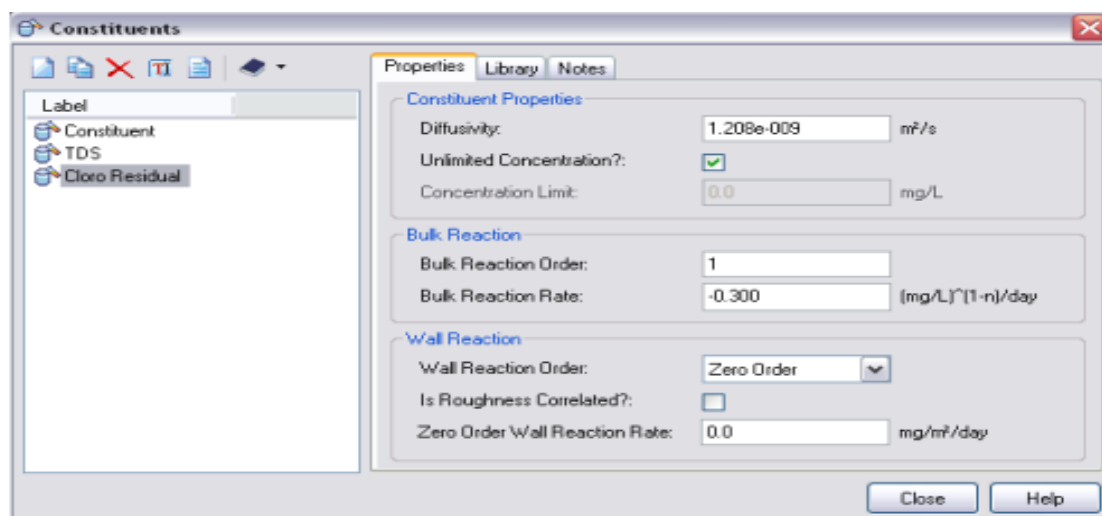 Constituents
Properties Library Notes
Label
Constituent
TDS
Cloro Residual
Constituent Properties
Diffusivity: 1.208e-009 m²/s
Unlimited Concentration?:
Concentration Limit: 0.0 mg/L
Bulk Reaction
Bulk Reaction Order: 1
Bulk Reaction Rate: -0.300 (mg/L)^(1-n)/day
Wall Reaction
Wall Reaction Order: Zero Order
Is Roughness Correlated?:
Zero Order Wall Reaction Rate: 0.0 mg/m²/day
Close Help